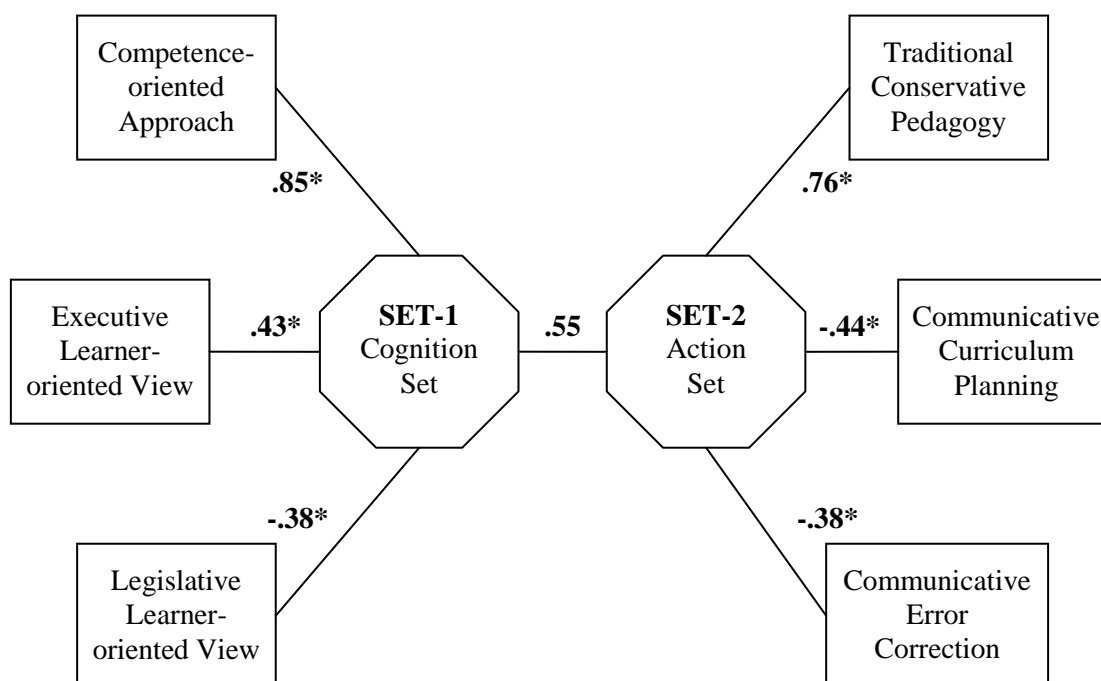 Competence-
oriented
Approach
.85*
Executive
Learner-
oriented View
.43*
Legislative
Learner-
oriented View
-.38*
SET-1
Cognition
Set
.55
SET-2
Action
Set
Traditional
Conservative
Pedagogy
.76*
Communicative
Curriculum
Planning
-.44*
Communicative
Error
Correction
-.38*